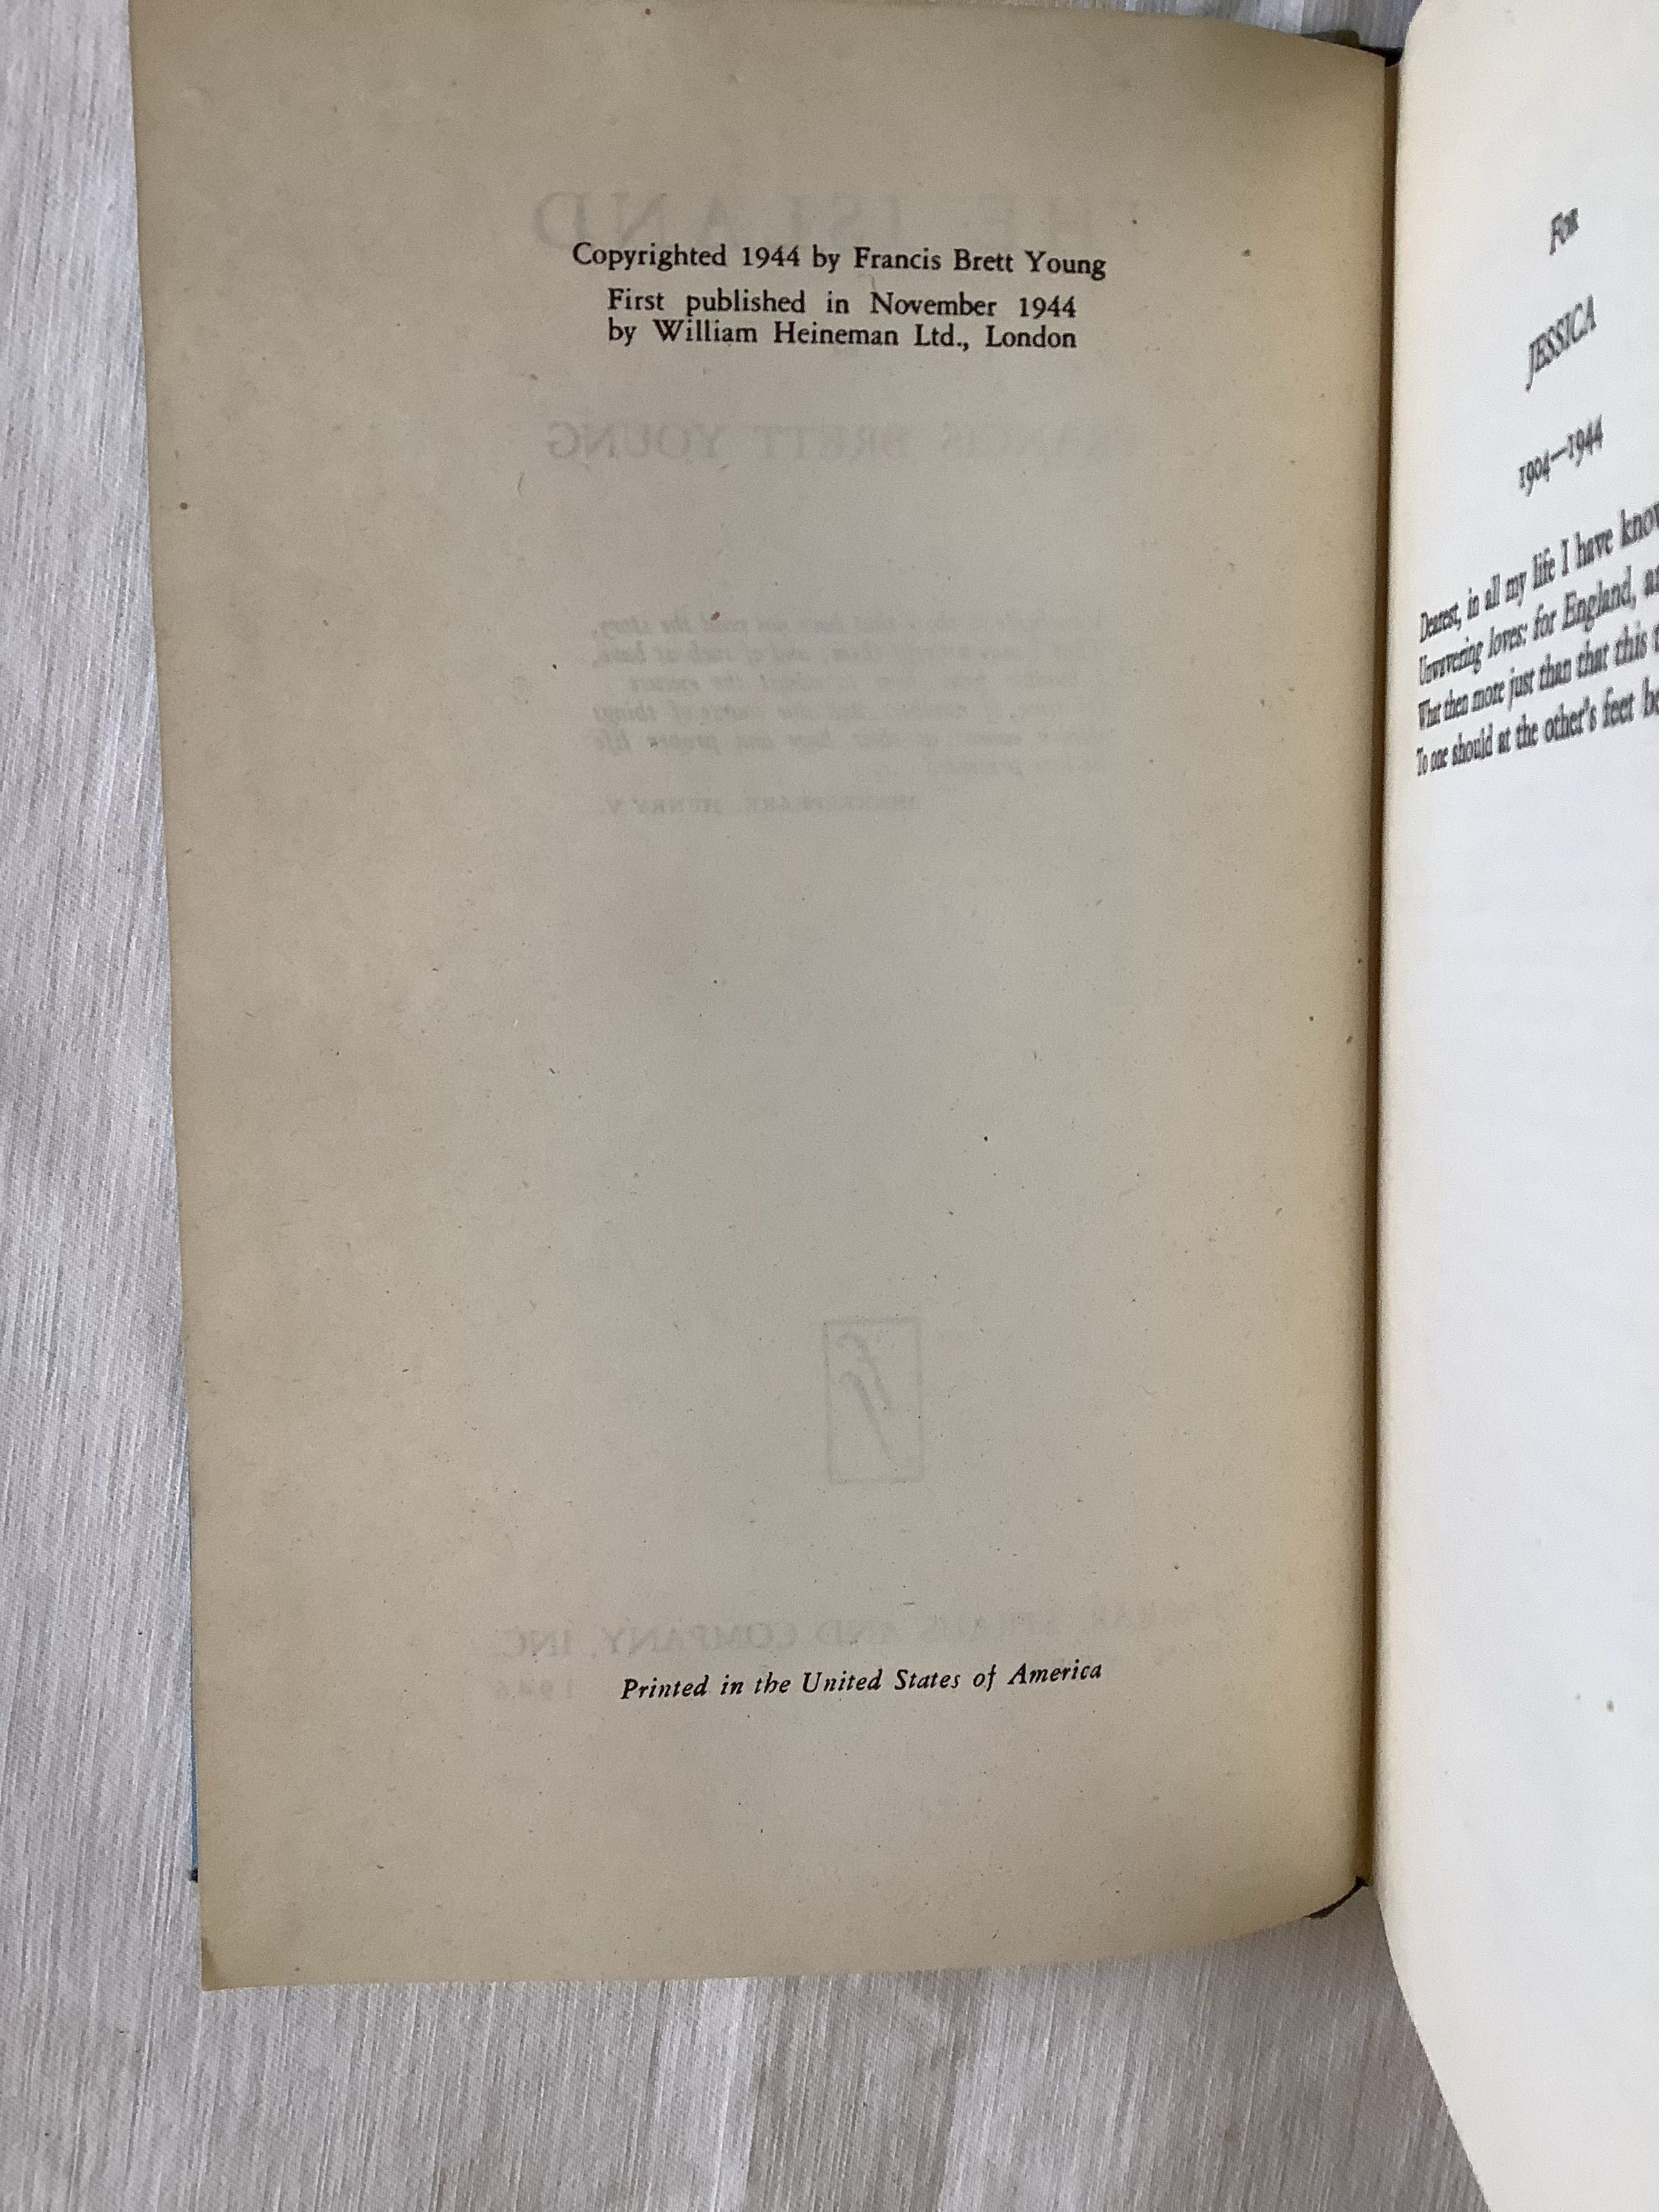 Copyrighted 1944 by Francis Brett Young
First published in November 1944
by William Heineman Ltd., London
Printed in the United States of America
For
JESSICA
1904—1944
Dearest, in all my life I have
Unwavering loves: for England,
What then more just than that this
To one should at the other's feet